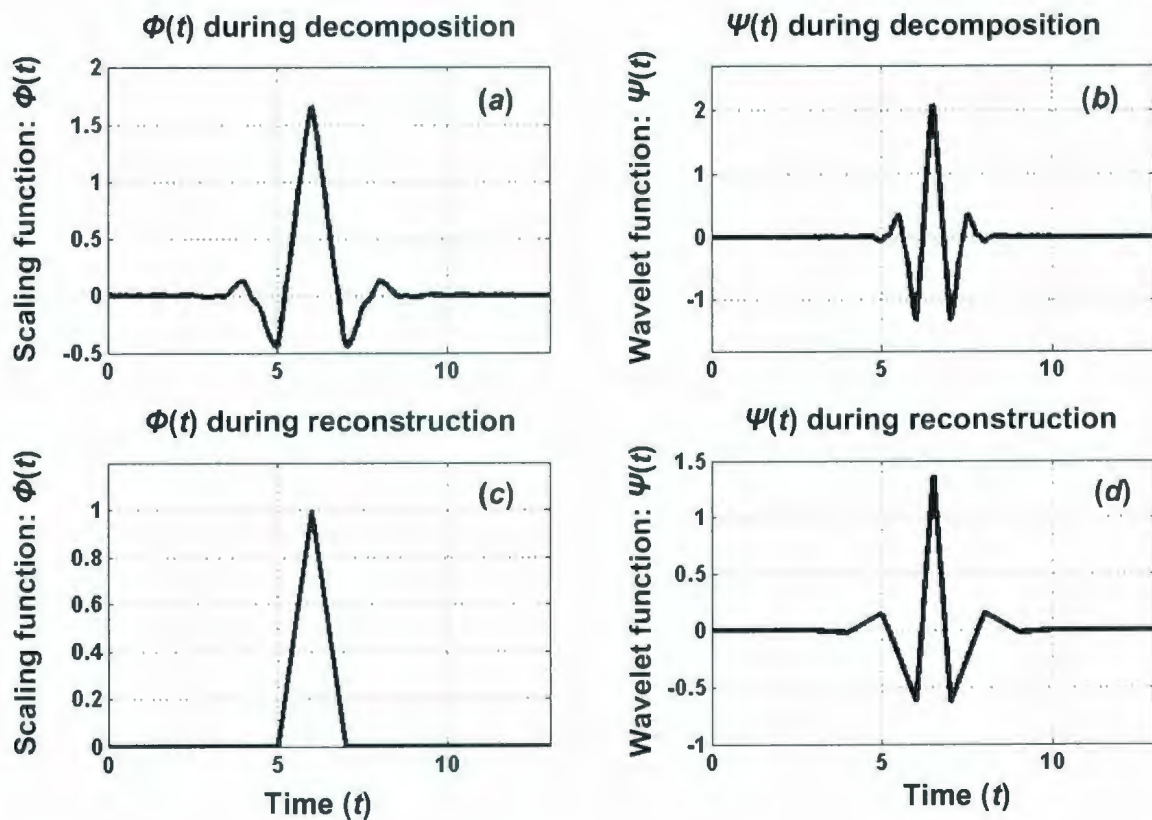 Φ(t) during decomposition
Scaling function: Φ(t)
(a)
2
1.5
1
0.5
0
-0.5
0 5 10
Ψ(t) during decomposition
Wavelet function: Ψ(t)
(b)
2
1
0
-1
0 5 10
Φ(t) during reconstruction
Scaling function: Φ(t)
(c)
1
0.8
0.6
0.4
0.2
0
0 5 10
Time (t)
Ψ(t) during reconstruction
Wavelet function: Ψ(t)
(d)
1.5
1
0.5
0
-0.5
-1
0 5 10
Time (t)